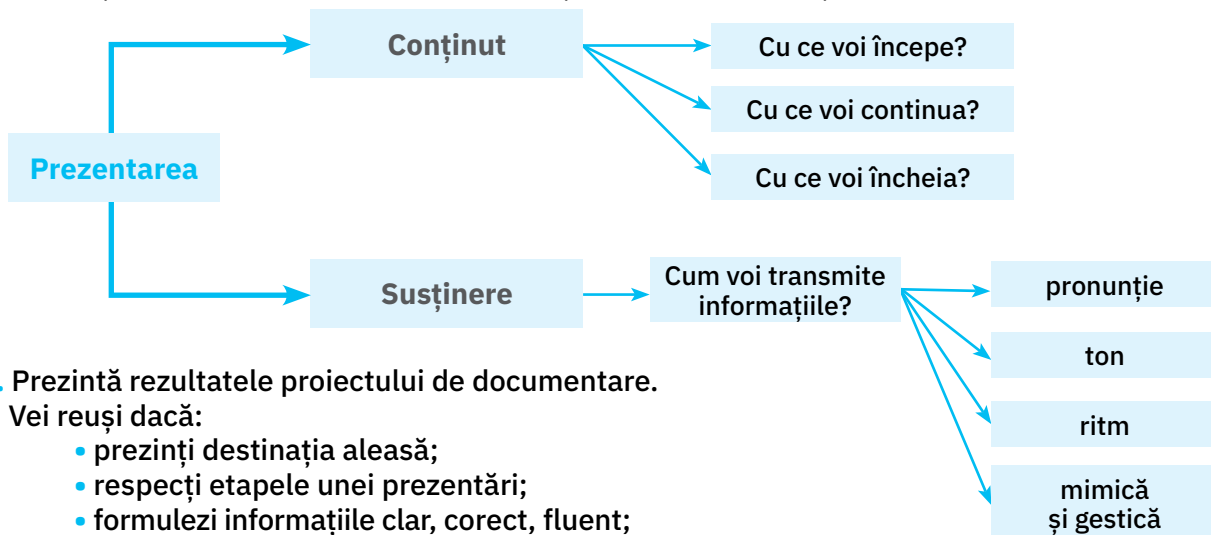 Prezentarea
Conținut
Cu ce voi începe?
Cu ce voi continua?
Cu ce voi încheia?
Susținere
Cum voi transmite
informațiile?
pronunție
ton
ritm
mimică
și gestică
. Prezintă rezultatele proiectului de documentare.
Vei reuși dacă:
• prezinți destinația aleasă;
• respecți etapele unei prezentări;
• formulezi informațiile clar, corect, fluent;